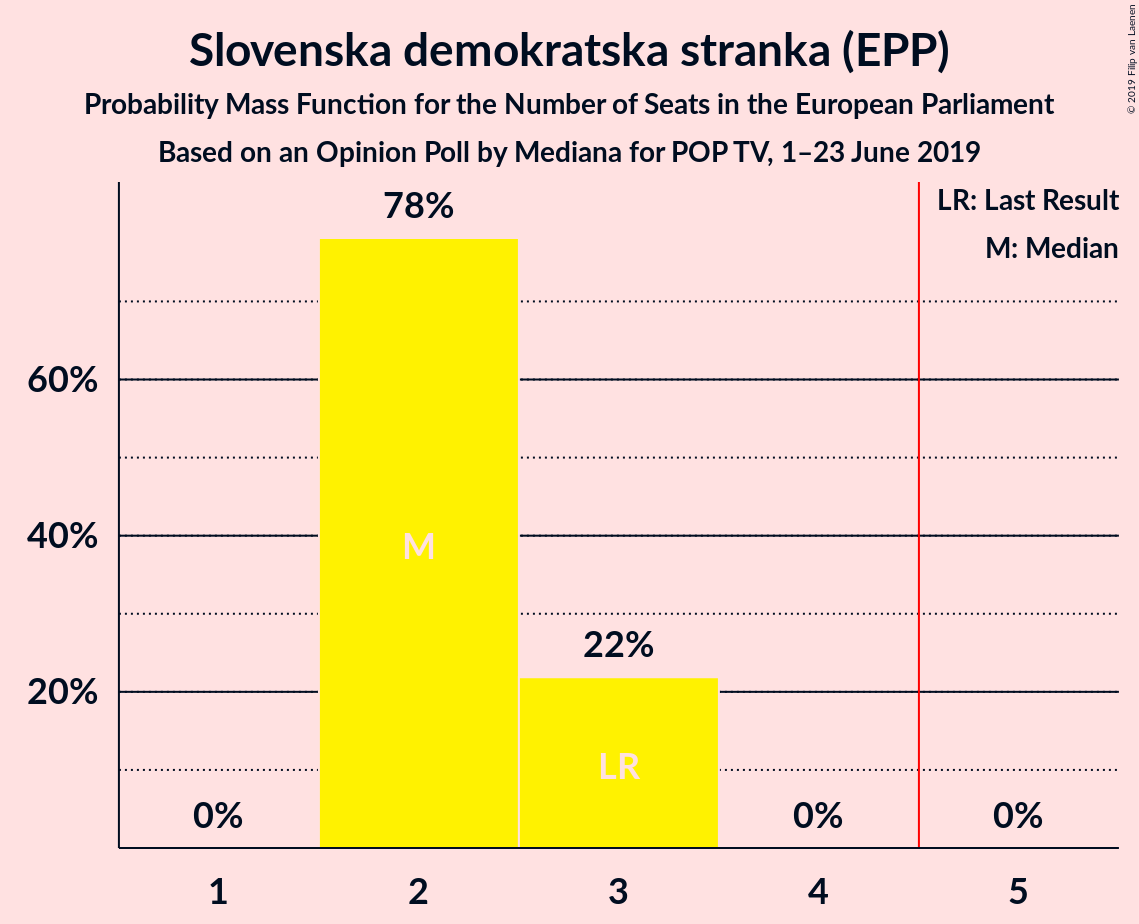 Slovenska demokratska stranka (EPP)
Probability Mass Function for the Number of Seats in the European Parliament
Based on an Opinion Poll by Mediana for POP TV, 1–23 June 2019
© 2019 Filip van Laenen
LR: Last Result
M: Median
78%
60%
M
40%
22%
20%
LR
0%
0%
0%
1
2
3
4
5